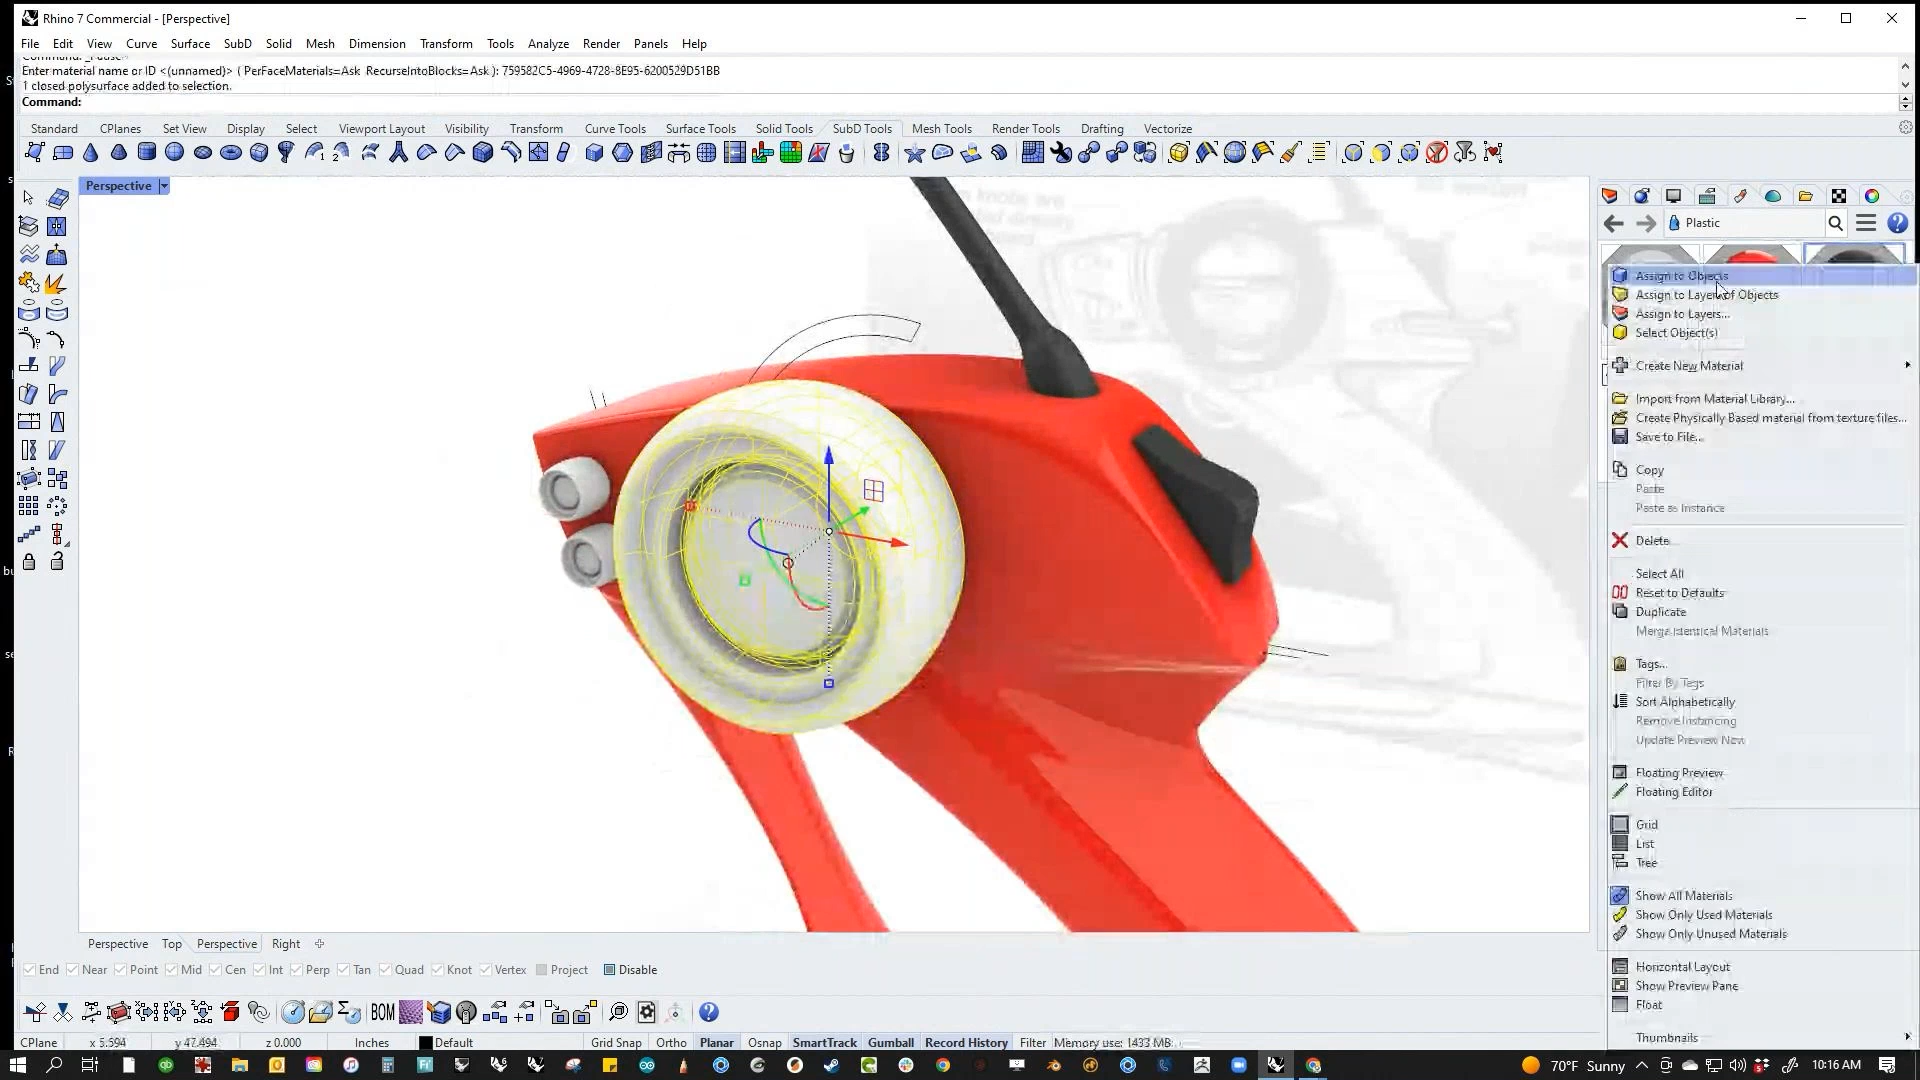 Rhino 7 Commercial - [Perspective]
File Edit View Curve Surface SubD Solid Mesh Dimension Transform Tools Analyze Render Panels Help
Command: _Pause
Enter material name or ID <(unnamed)> ( PerFaceMaterials=Ask RecurseIntoBlocks=Ask ): 759582C5-4969-4728-8E95-6200529D51BB
1 closed polysurface added to selection.
Command:
Standard CPlanes Set View Display Select Viewport Layout Visibility Transform Curve Tools Surface Tools Solid Tools SubD Tools Mesh Tools Render Tools Drafting Vectorize
Perspective
Plastic
Assign to Objects
Assign to Layer of Objects
Assign to Layers...
Select Object(s)
Create New Material
Import from Material Library...
Create Physically Based material from texture files...
Save to File...
Copy
Paste
Paste as Instance
Delete
Select All
Reset to Defaults
Duplicate
Merge Identical Materials
Tags...
Filter By Tags
Sort Alphabetically
Remove Instancing
Update Preview Now
Floating Preview
Floating Editor
Grid
List
Tree
Show All Materials
Show Only Used Materials
Show Only Unused Materials
Horizontal Layout
Show Preview Pane
Float
Thumbnails
knobs are
directly
Perspective Top Perspective Right
End Near Point Mid Cen Int Perp Tan Quad Knot Vertex Project Disable
BOM
CPlane x 5.594 y 47.494 z 0.000 Inches Default Grid Snap Ortho Planar Osnap SmartTrack Gumball Record History Filter Memory use: 1433 MB
70°F Sunny 10:16 AM